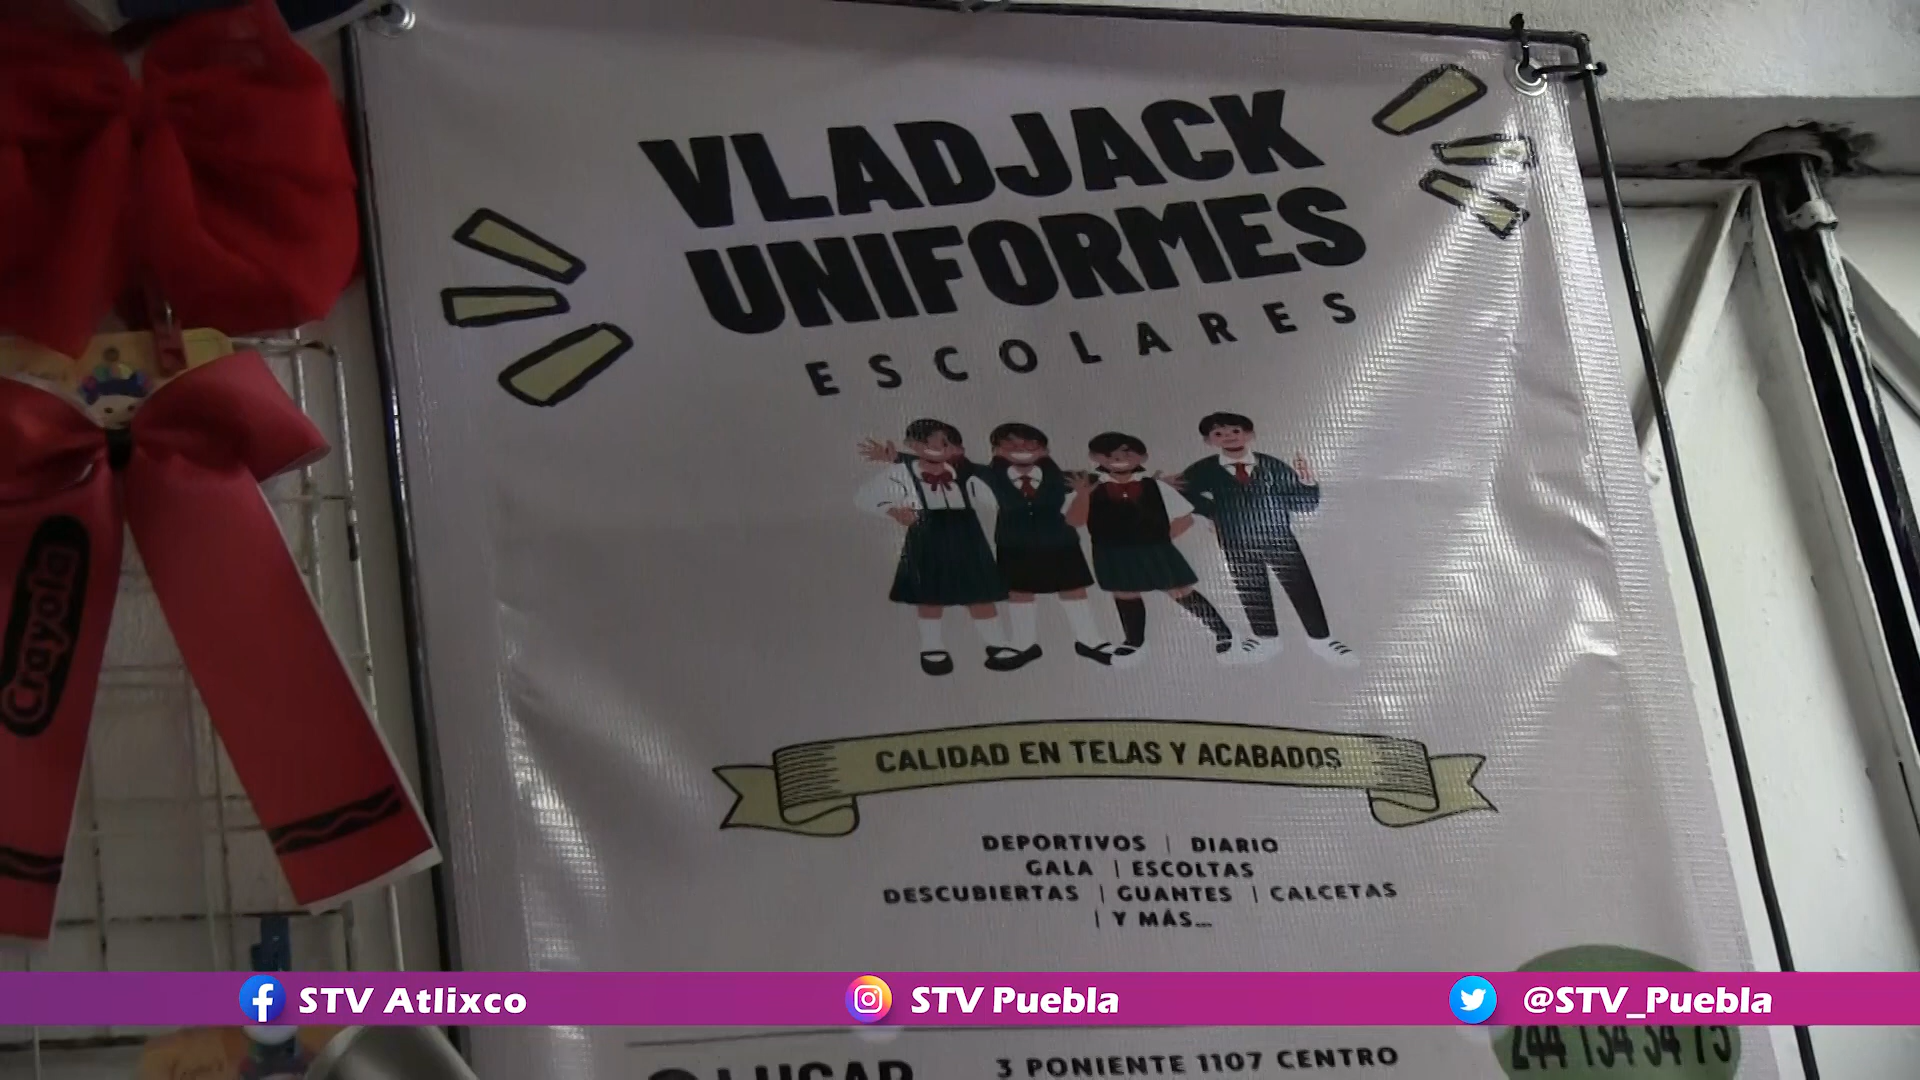 VLADJACK
UNIFORMES
ESCOLARES
CALIDAD EN TELAS Y ACABADOS
DEPORTIVOS | DIARIO
GALA | ESCOLTAS
DESCUBIERTAS | GUANTES | CALCETAS
| Y MÁS...
Crayola
STV Atlixco
STV Puebla
@STV_Puebla
LUGAR
3 PONIENTE 1107 CENTRO